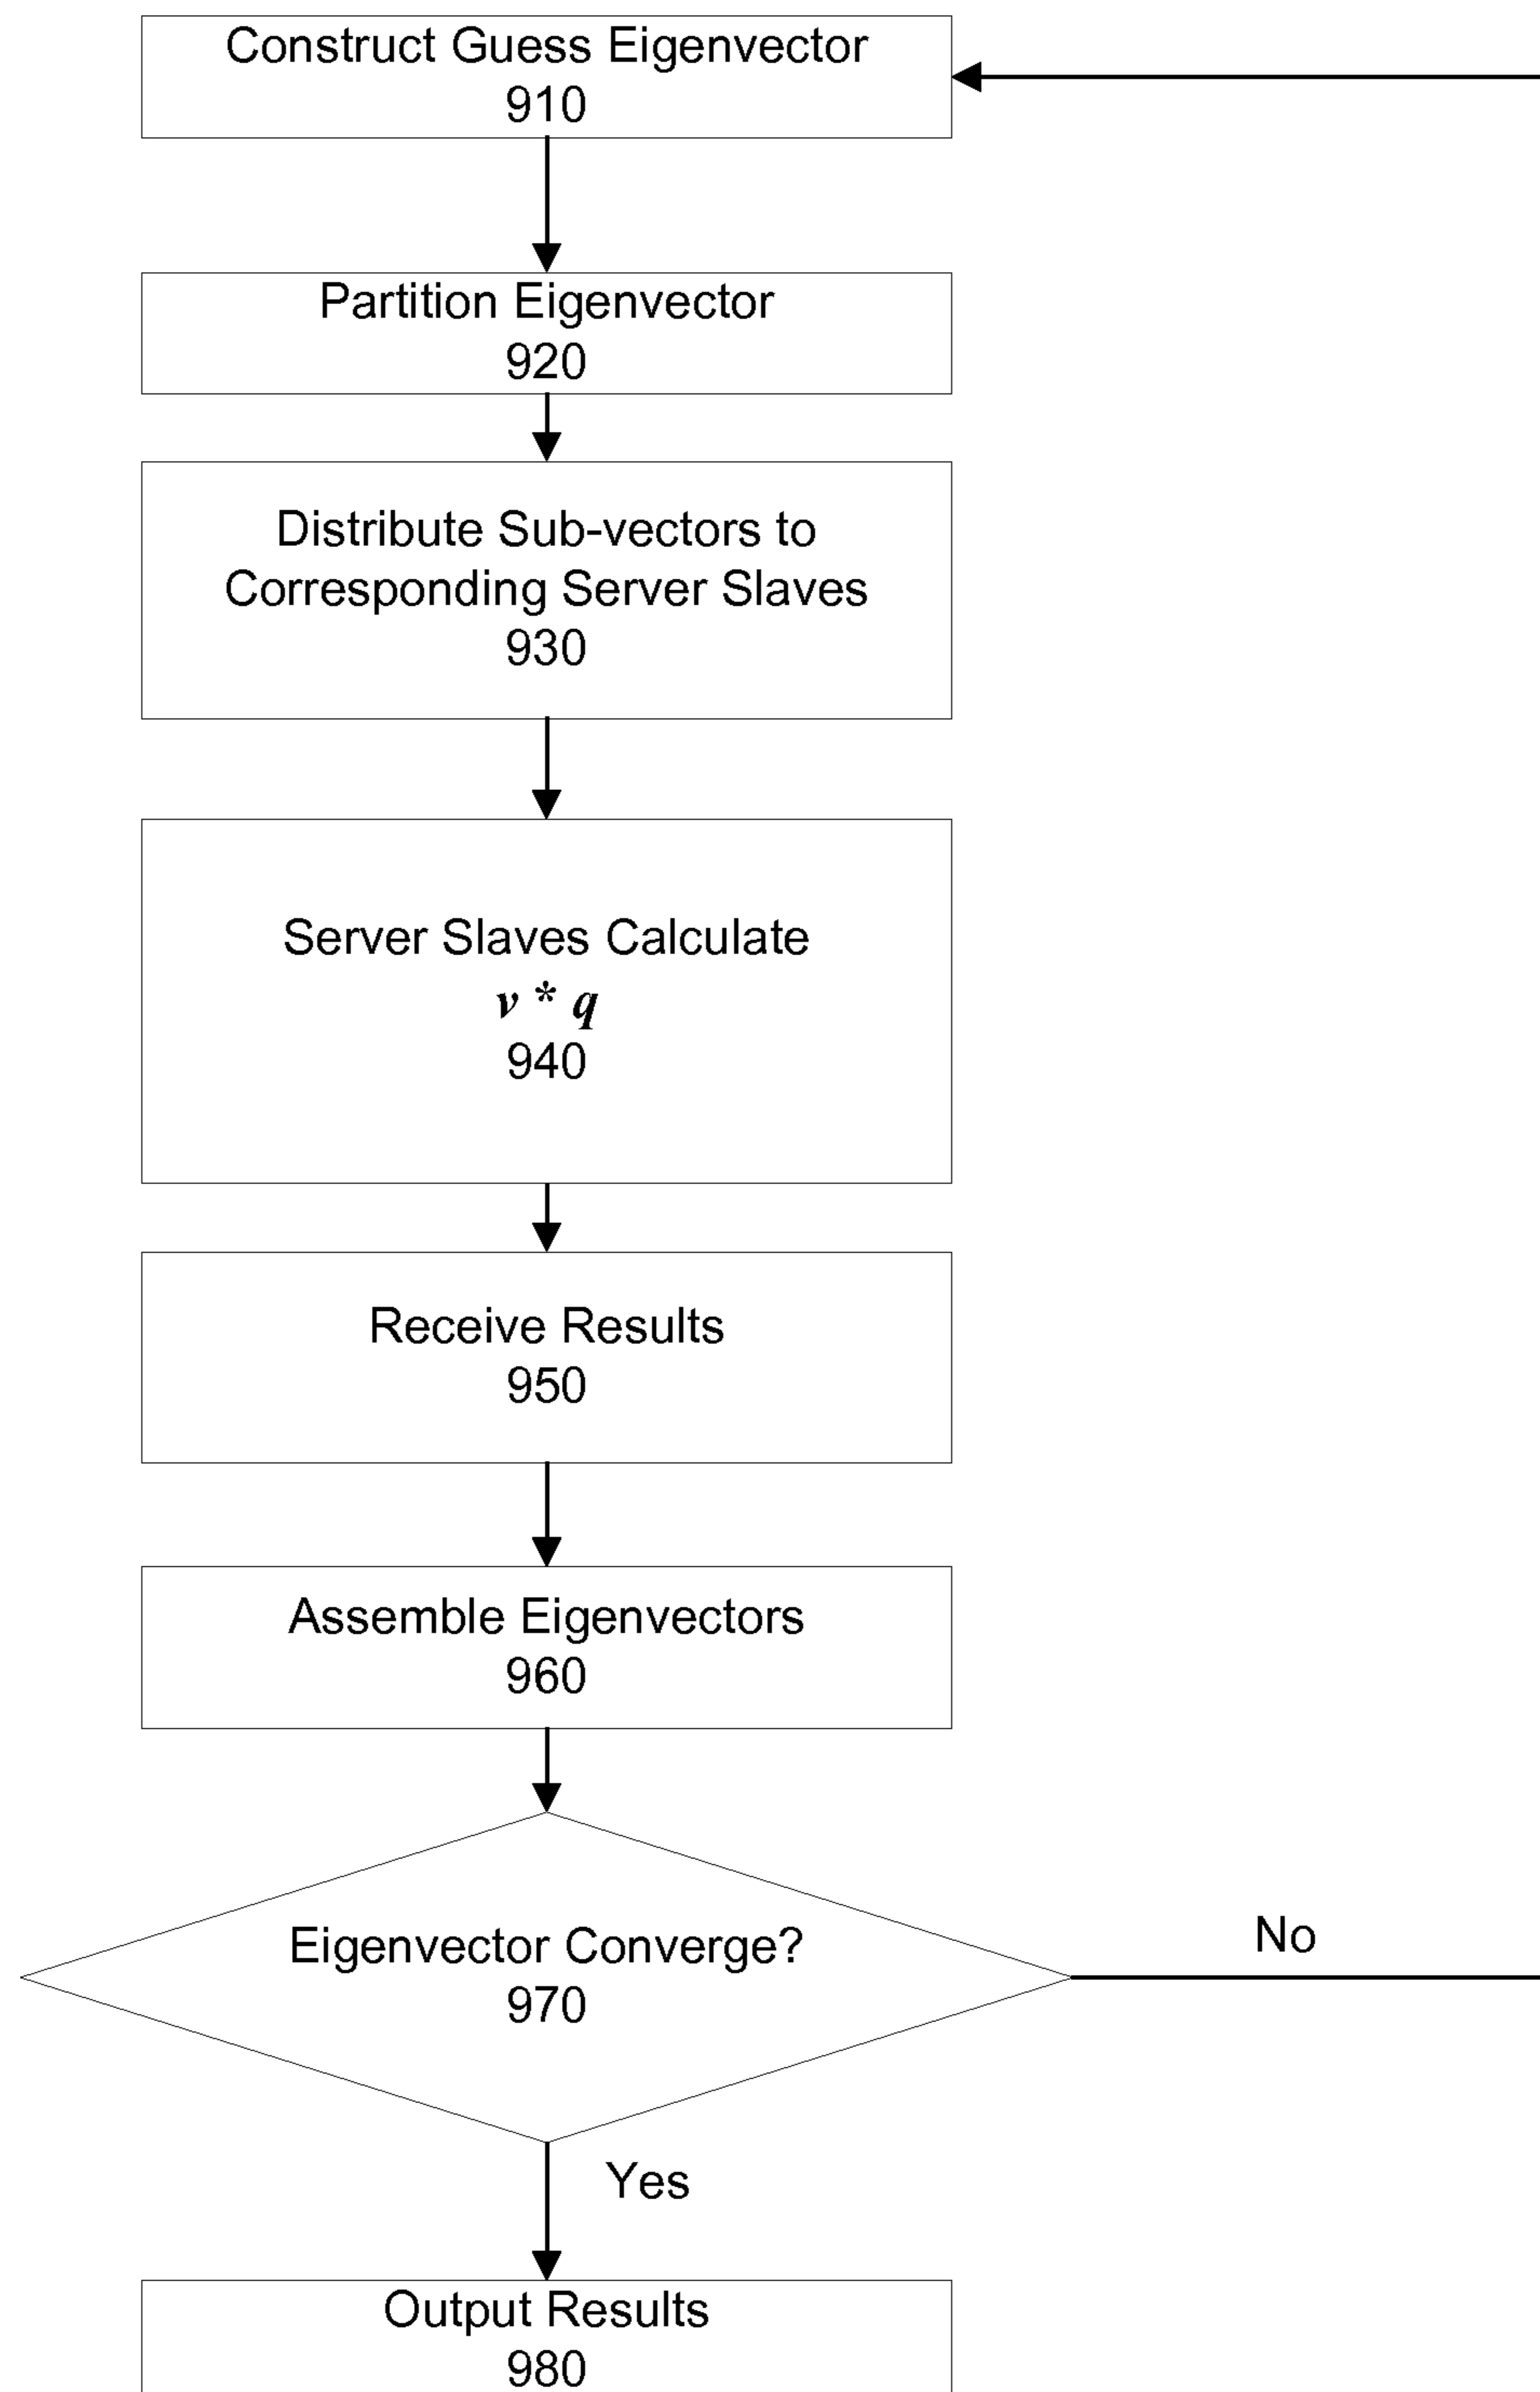 Construct Guess Eigenvector
910
Partition Eigenvector
920
Distribute Sub-vectors to
Corresponding Server Slaves
930
Server Slaves Calculate
v * q
940
Receive Results
950
Assemble Eigenvectors
960
Eigenvector Converge?
970
No
Yes
Output Results
980